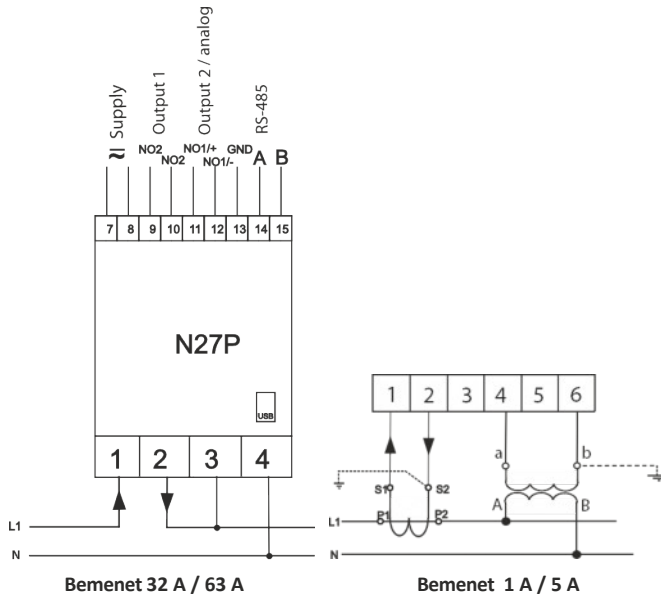 ≂ Supply
Output 1
Output 2 / analog
RS-485
NO2
NO2
NO1/+
NO1/-
GND
A
B
7 8 9 10 11 12 13 14 15
N27P
USB
1 2 3 4
L1
N
Bemenet 32 A / 63 A
1 2 3 4 5 6
a b
S1 S2
A B
L1 P1 P2
N
Bemenet 1 A / 5 A